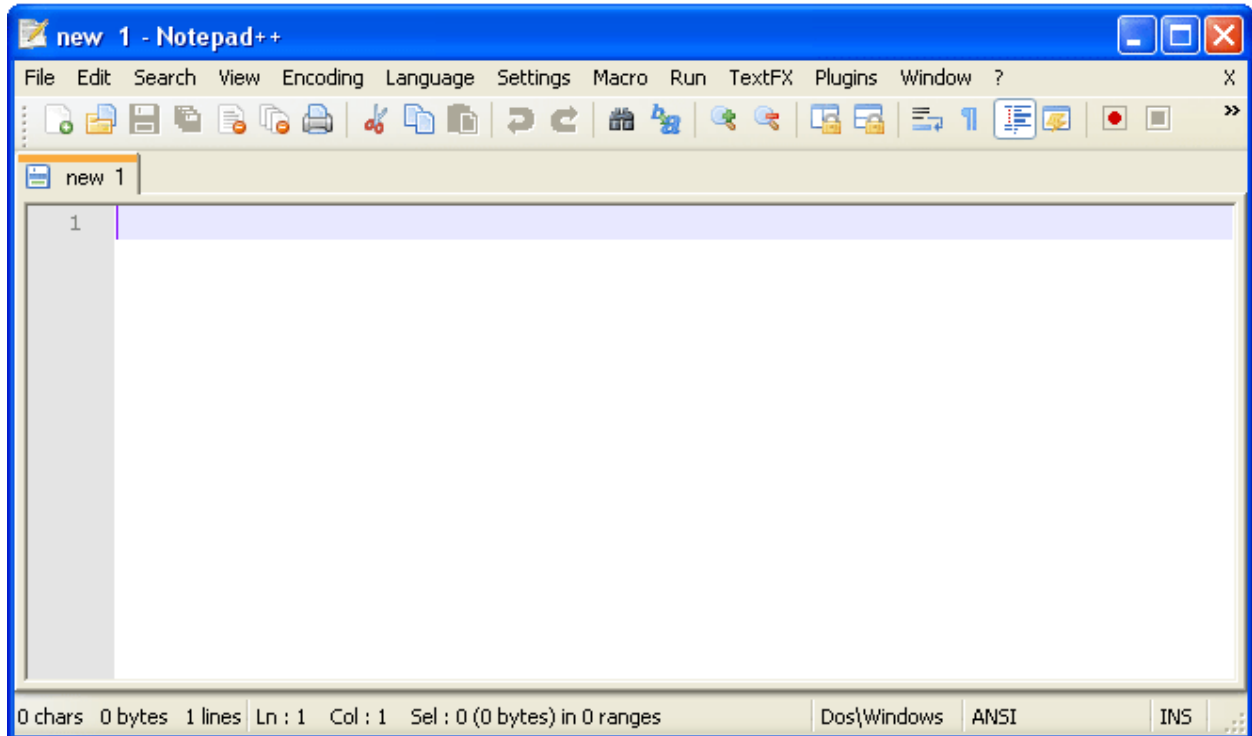 new 1 - Notepad++
File Edit Search View Encoding Language Settings Macro Run TextFX Plugins Window ? X
new 1
1
0 chars 0 bytes 1 lines Ln : 1 Col : 1 Sel : 0 (0 bytes) in 0 ranges Dos\Windows ANSI INS